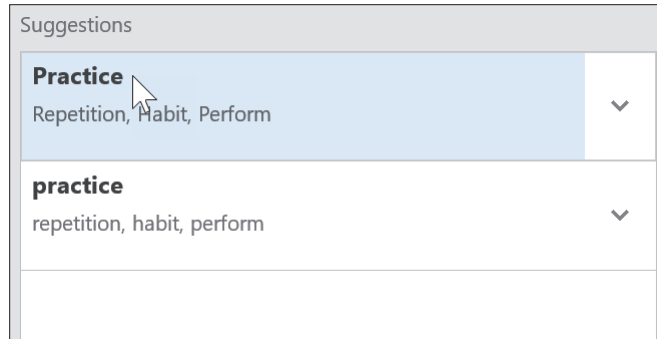 Suggestions
Practice
Repetition, Habit, Perform
practice
repetition, habit, perform